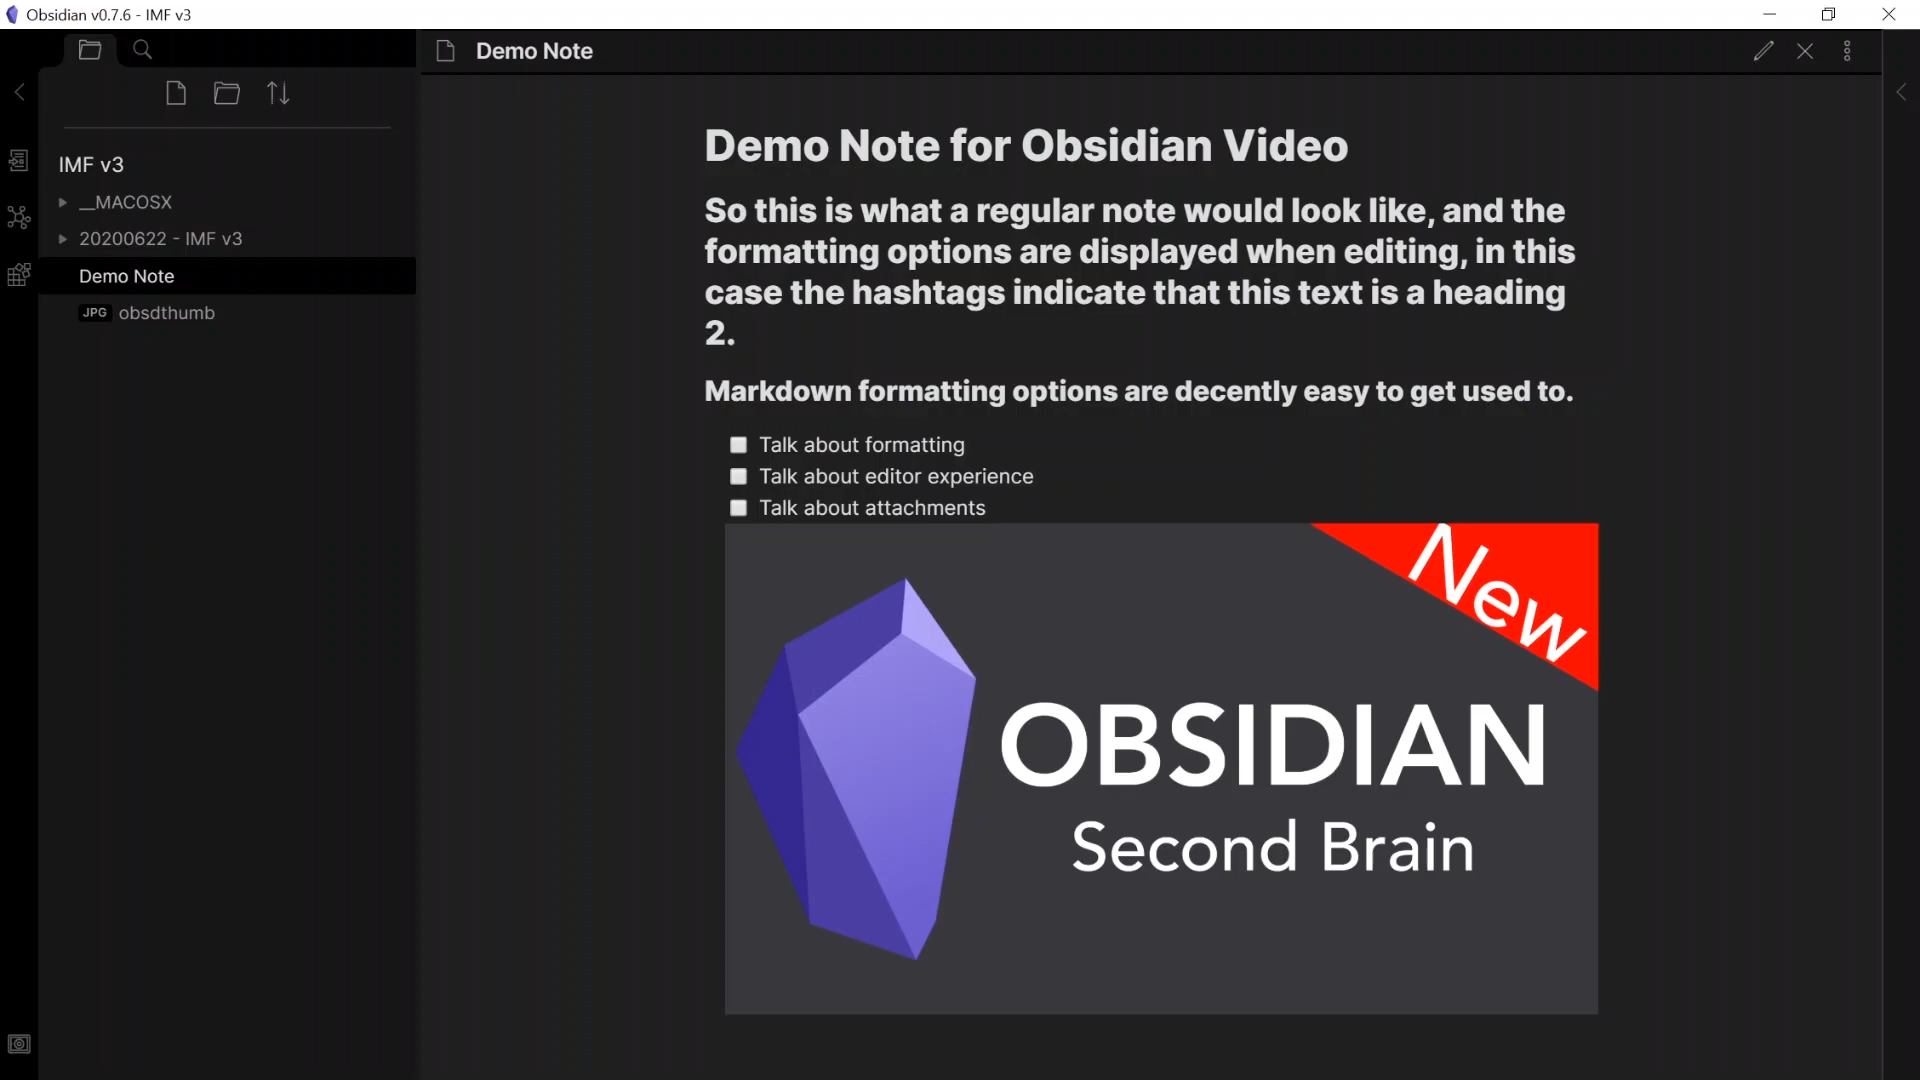 Obsidian v0.7.6 - IMF v3
Demo Note
IMF v3
__MACOSX
20200622 - IMF v3
Demo Note
JPG obsdthumb
Demo Note for Obsidian Video
So this is what a regular note would look like, and the
formatting options are displayed when editing, in this
case the hashtags indicate that this text is a heading
2.
Markdown formatting options are decently easy to get used to.
Talk about formatting
Talk about editor experience
Talk about attachments
New
OBSIDIAN
Second Brain